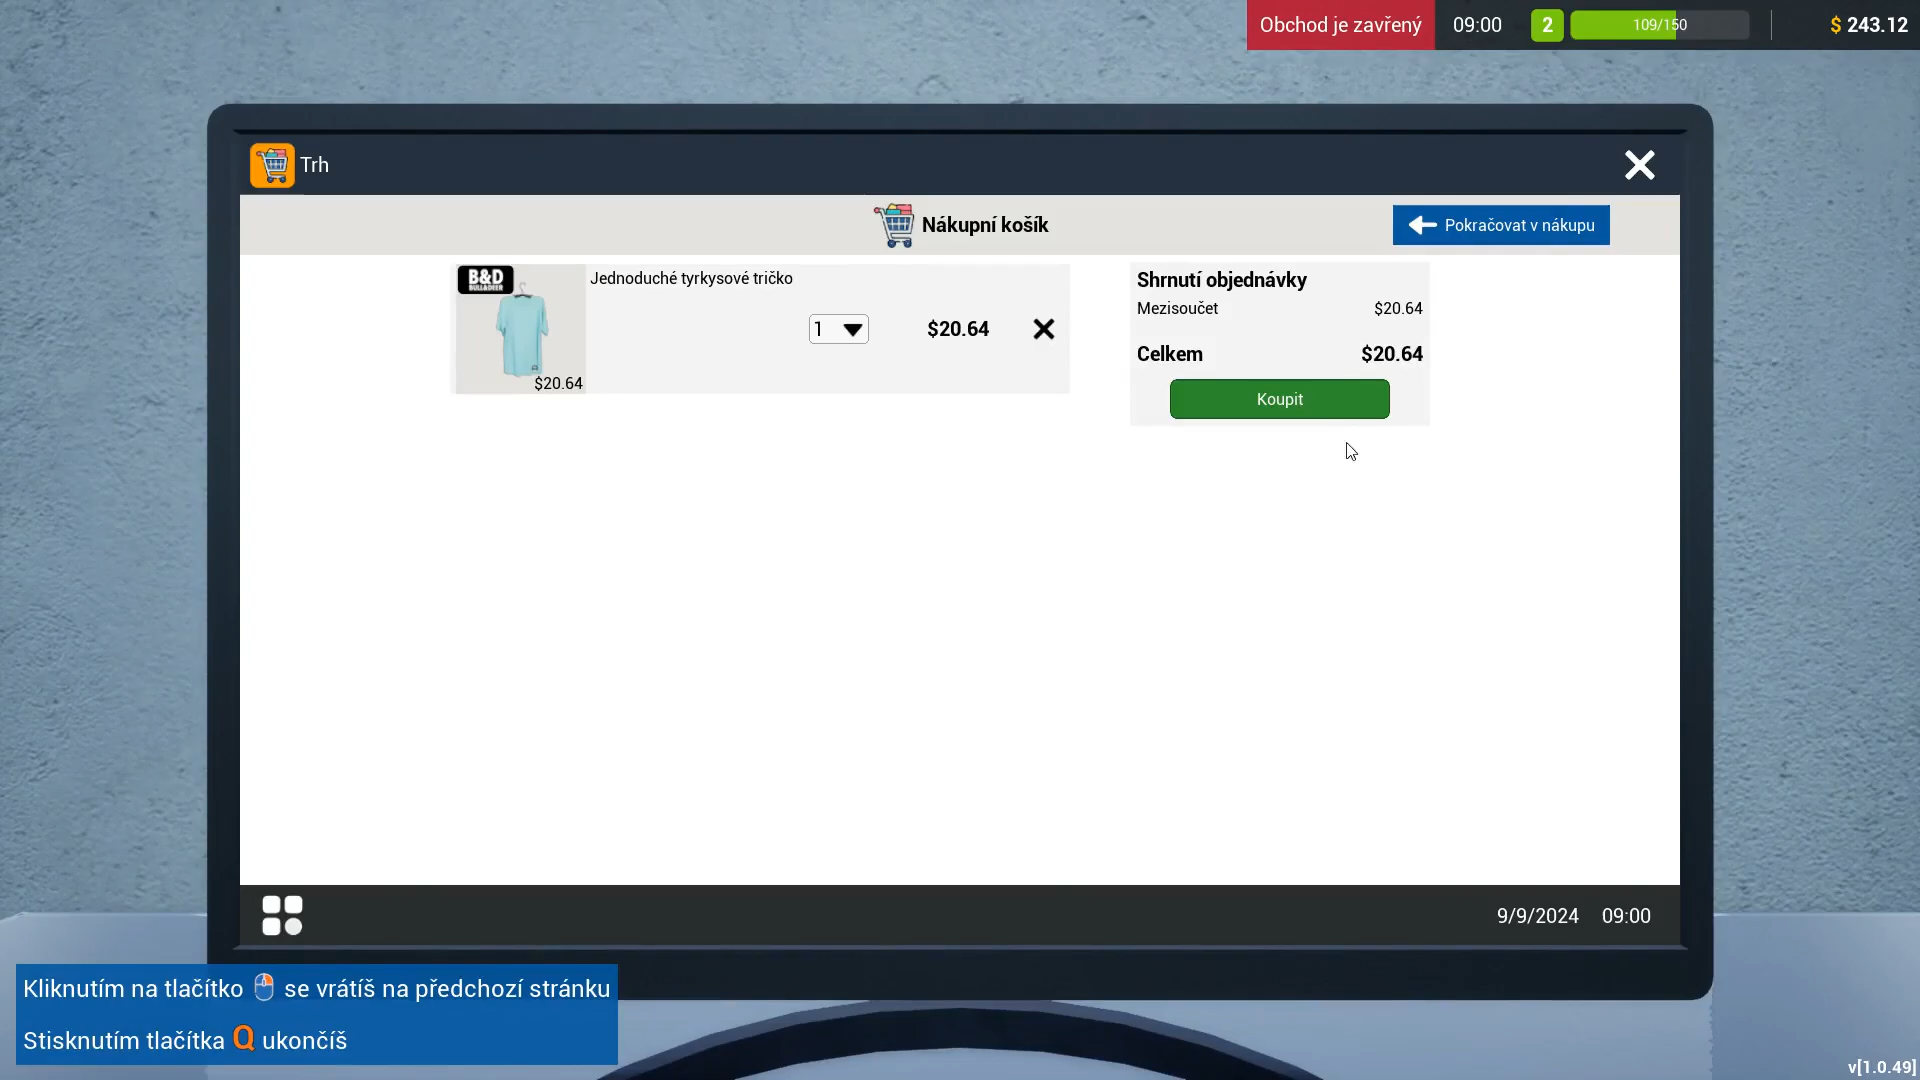 Obchod je zavřený 09:00 2 109/150 $ 243.12
Trh
Nákupní košík
Pokračovat v nákupu
B&D
BULL&DEER
Jednoduché tyrkysové tričko
1
$20.64
$20.64
Shrnutí objednávky
Mezisoučet $20.64
Celkem $20.64
Koupit
9/9/2024 09:00
Kliknutím na tlačítko se vrátíš na předchozí stránku
Stisknutím tlačítka Q ukončíš
v[1.0.49]